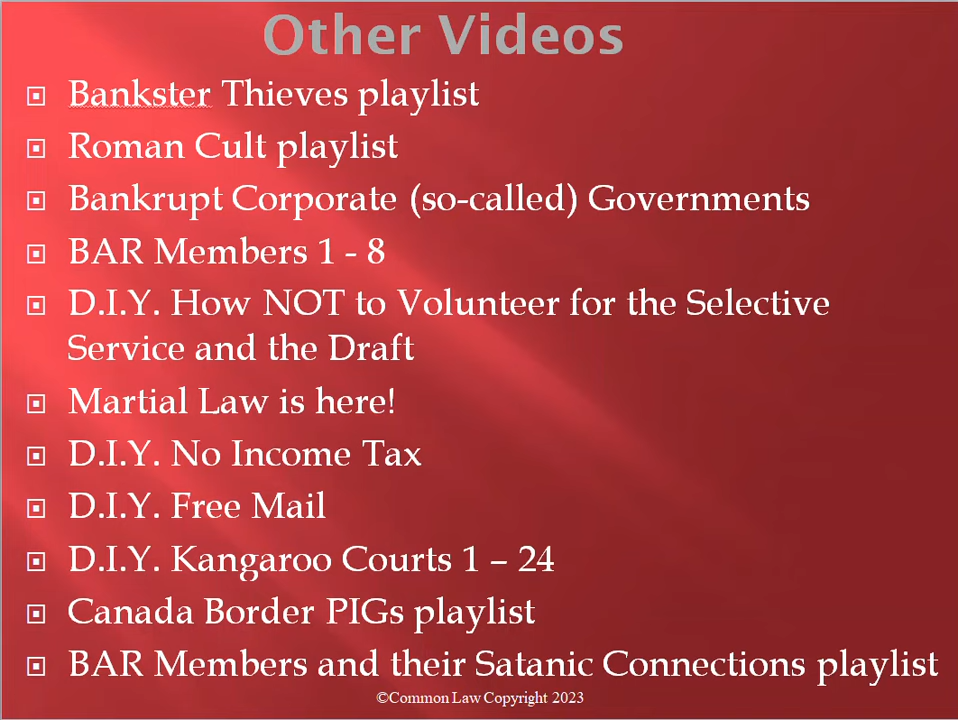 Other Videos
Bankster Thieves playlist
Roman Cult playlist
Bankrupt Corporate (so-called) Governments
BAR Members 1 - 8
D.I.Y. How NOT to Volunteer for the Selective
Service and the Draft
Martial Law is here!
D.I.Y. No Income Tax
D.I.Y. Free Mail
D.I.Y. Kangaroo Courts 1 – 24
Canada Border PIGs playlist
BAR Members and their Satanic Connections playlist
©Common Law Copyright 2023